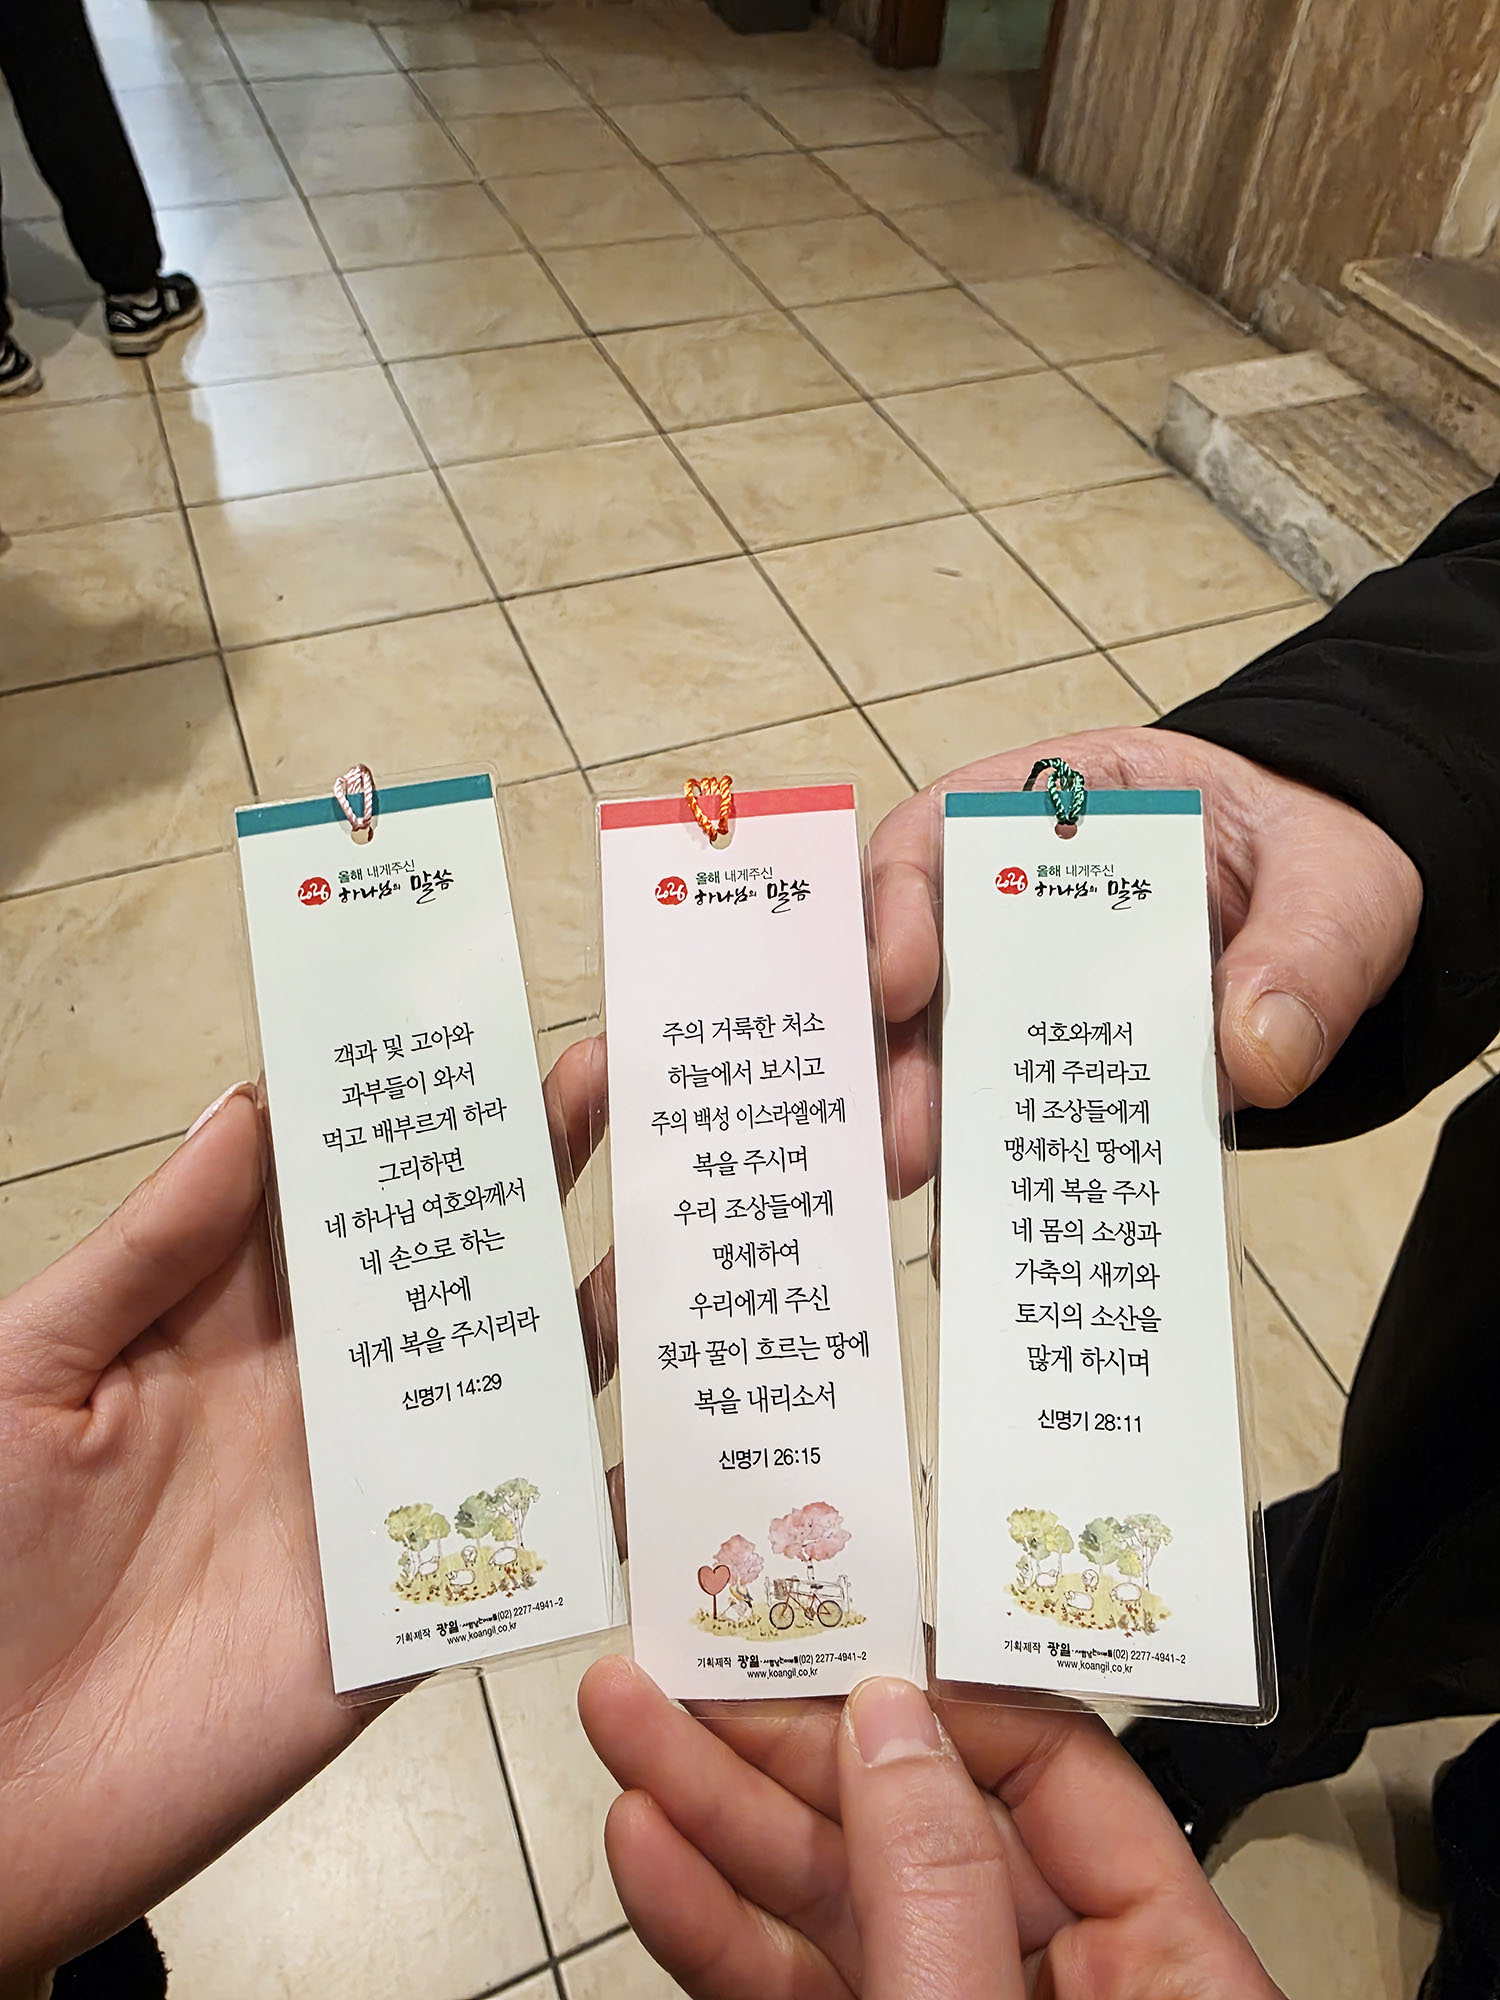 올해 내게주신
2026 하나님의 말씀
객과 및 고아와
과부들이 와서
먹고 배부르게 하라
그리하면
네 하나님 여호와께서
네 손으로 하는
범사에
네게 복을 주시리라
신명기 14:29
기획제작 광일 (02) 2277-4941~2
www.koangil.co.kr
올해 내게주신
2026 하나님의 말씀
주의 거룩한 처소
하늘에서 보시고
주의 백성 이스라엘에게
복을 주시며
우리 조상들에게
맹세하여
우리에게 주신
젖과 꿀이 흐르는 땅에
복을 내리소서
신명기 26:15
기획제작 광일 (02) 2277-4941~2
www.koangil.co.kr
올해 내게주신
2026 하나님의 말씀
여호와께서
네게 주리라고
네 조상들에게
맹세하신 땅에서
네게 복을 주사
네 몸의 소생과
가축의 새끼와
토지의 소산을
많게 하시며
신명기 28:11
기획제작 광일 (02) 2277-4941~2
www.koangil.co.kr